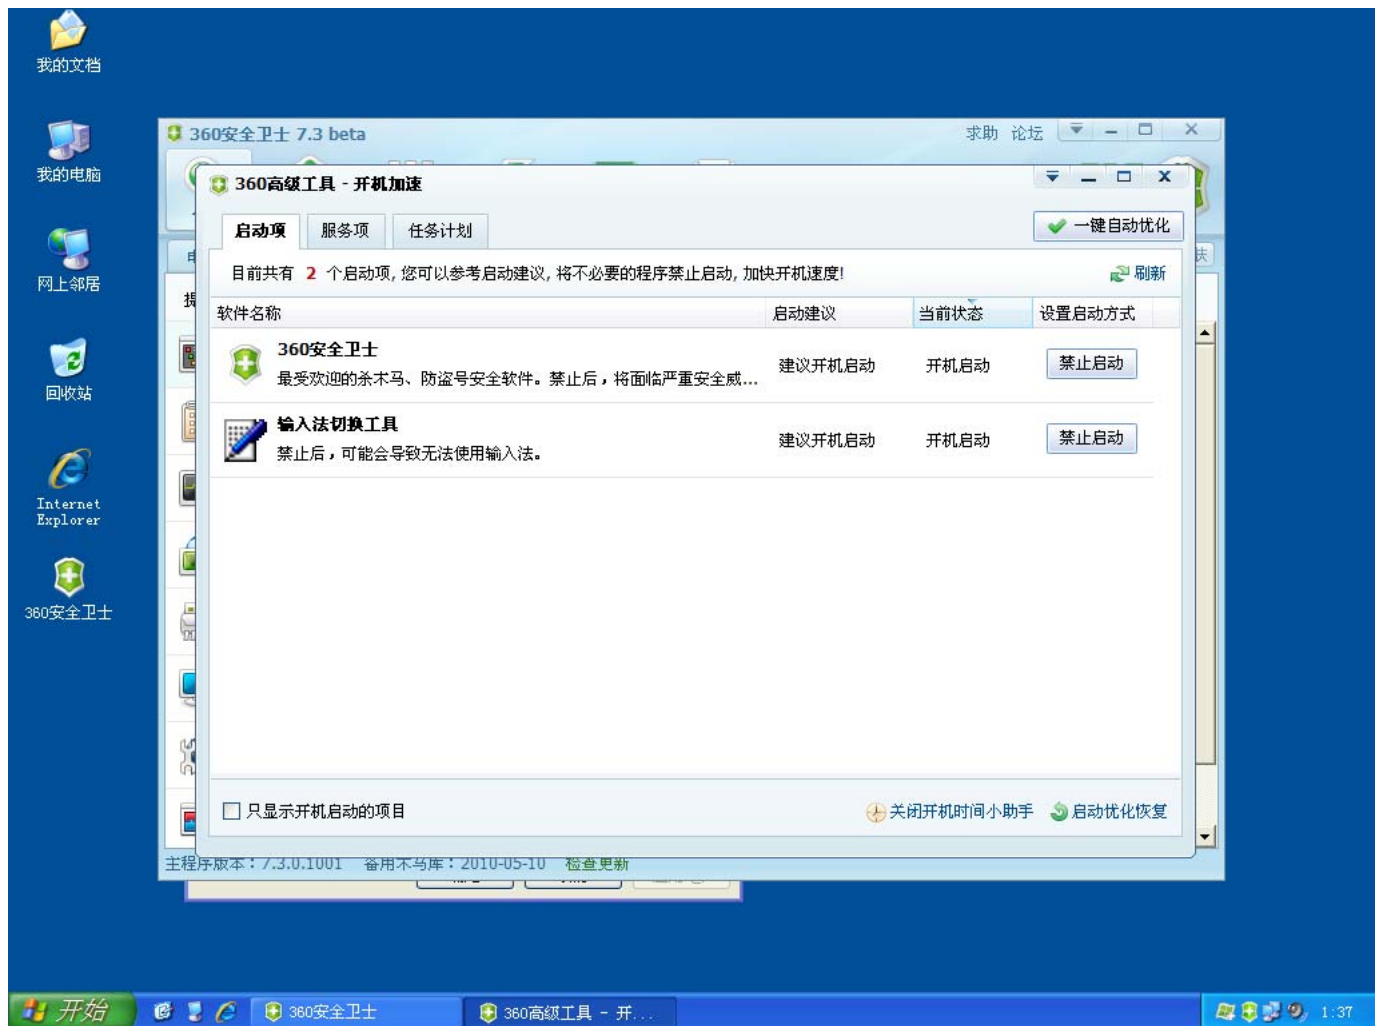 我的文档
我的电脑
网上邻居
回收站
Internet
Explorer
360安全卫士
360安全卫士 7.3 beta
求助 论坛
360高级工具 - 开机加速
启动项 服务项 任务计划
一键自动优化
目前共有 2 个启动项, 您可以参考启动建议, 将不必要的程序禁止启动, 加快开机速度!
刷新
软件名称 启动建议 当前状态 设置启动方式
360安全卫士
最受欢迎的杀木马、防盗号安全软件。禁止后，将面临严重安全威...
建议开机启动 开机启动 禁止启动
输入法切换工具
禁止后，可能会导致无法使用输入法。
建议开机启动 开机启动 禁止启动
只显示开机启动的项目
关闭开机时间小助手 启动优化恢复
主程序版本：7.3.0.1001 备用木马库：2010-05-10 检查更新
开始
360安全卫士
360高级工具 - 开...
1:37